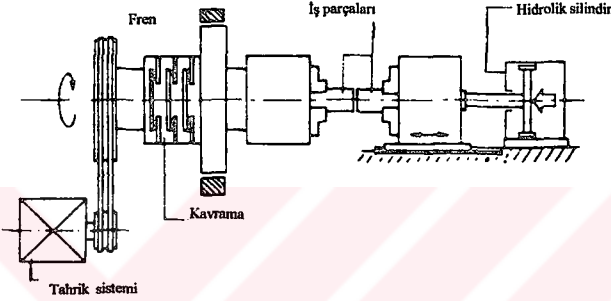 Fren
İş parçaları
Hidrolik silindir
Kavrama
Tahrik sistemi